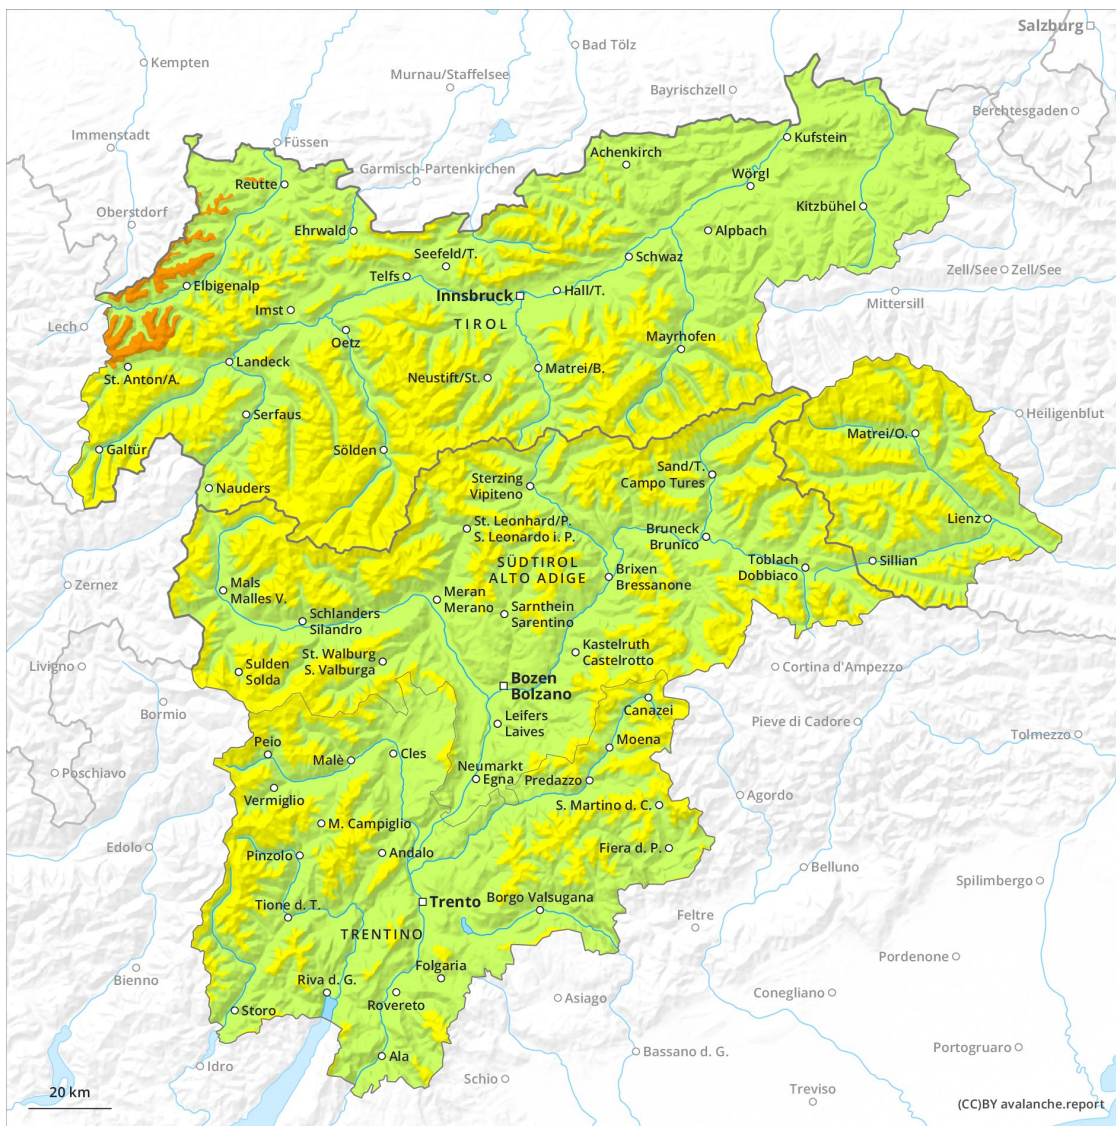 Salzburg
Bad Tölz
Kempten
Murnau/Staffelsee
Bayrischzell
Berchtesgaden
Immenstadt
Füssen
Kufstein
Achenkirch
Garmisch-Partenkirchen
Wörgl
Reutte
Oberstdorf
Kitzbühel
Ehrwald
Alpbach
Seefeld/T.
Schwaz
Telfs
Zell/See
Zell/See
Elbigenalp
Hall/T.
Innsbruck
Mittersill
Imst
Lech
TIROL
Oetz
Mayrhofen
Landeck
Matrei/B.
St. Anton/A.
Neustift/St.
Serfaus
Heiligenblut
Matrei/O.
Galtür
Sölden
Sand/T.
Campo Tures
Sterzing
Vipiteno
Nauders
St. Leonhard/P.
S. Leonardo i. P.
Lienz
Bruneck
Brunico
SÜDTIROL
ALTO ADIGE
Toblach
Dobbiaco
Sillian
Brixen
Bressanone
Zernez
Mals
Malles V.
Meran
Merano
Sarnthein
Sarentino
Schlanders
Silandro
Kastelruth
Castelrotto
St. Walburg
S. Valburga
Livigno
Sulden
Solda
Cortina d'Ampezzo
Bozen
Bolzano
Canazei
Bormio
Leifers
Laives
Pieve di Cadore
Tolmezzo
Moena
Peio
Cles
Malè
Neumarkt
Egna
Predazzo
Poschiavo
Vermiglio
Agordo
S. Martino d. C.
M. Campiglio
Edolo
Fiera d. P.
Andalo
Pinzolo
Belluno
Spilimbergo
Borgo Valsugana
Trento
Tione d. T.
Feltre
TRENTINO
Pordenone
Folgaria
Bienno
Riva d. G.
Conegliano
Asiago
Rovereto
Storo
Portogruaro
Bassano d. G.
Ala
Idro
Schio
Treviso
20 km
(CC)BY avalanche.report